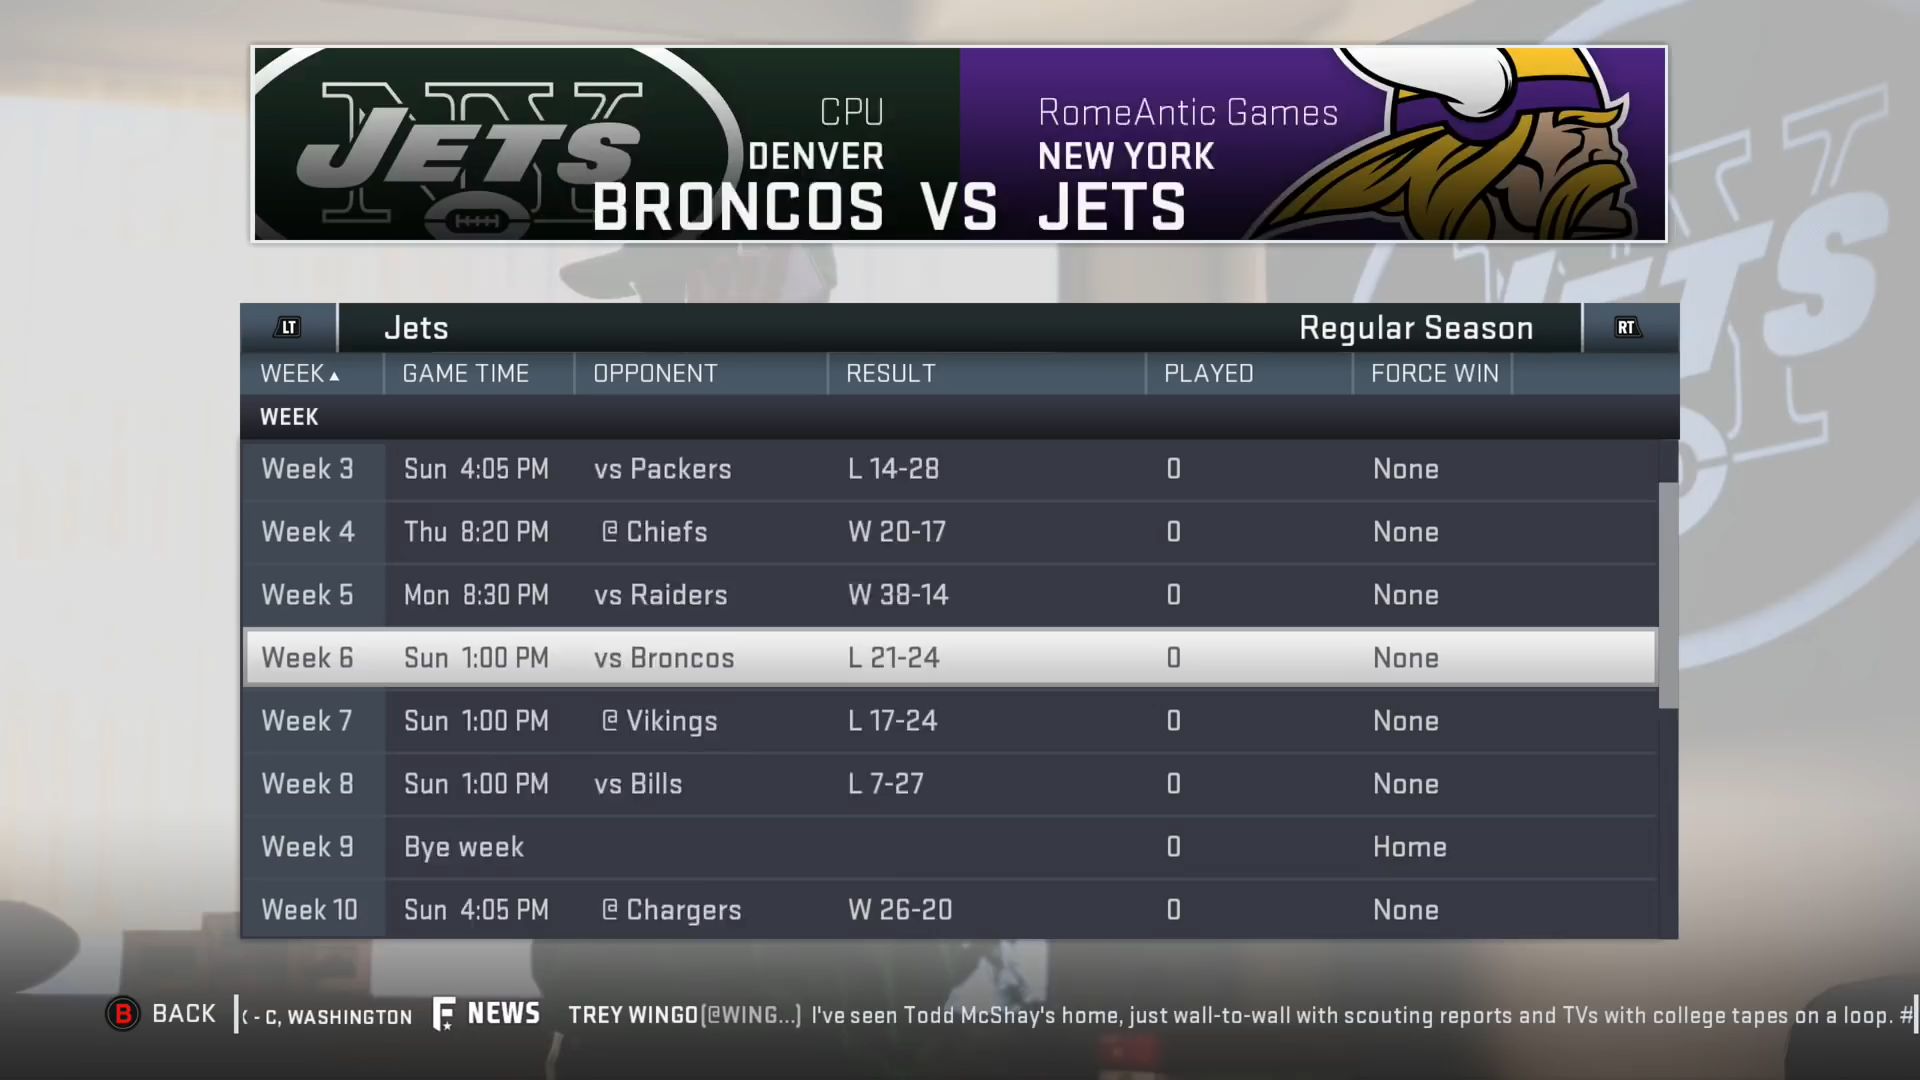 NY
JETS
CPU
DENVER
BRONCOS VS JETS
RomeAntic Games
NEW YORK
LT Jets Regular Season RT
WEEK GAME TIME OPPONENT RESULT PLAYED FORCE WIN
WEEK
Week 3 Sun 4:05 PM vs Packers L 14-28 0 None
Week 4 Thu 8:20 PM @ Chiefs W 20-17 0 None
Week 5 Mon 8:30 PM vs Raiders W 38-14 0 None
Week 6 Sun 1:00 PM vs Broncos L 21-24 0 None
Week 7 Sun 1:00 PM @ Vikings L 17-24 0 None
Week 8 Sun 1:00 PM vs Bills L 7-27 0 None
Week 9 Bye week 0 Home
Week 10 Sun 4:05 PM @ Chargers W 26-20 0 None
B BACK - C, WASHINGTON F NEWS TREY WINGO (@WING...) I've seen Todd McShay's home, just wall-to-wall with scouting reports and TVs with college tapes on a loop. #
NY
JETS